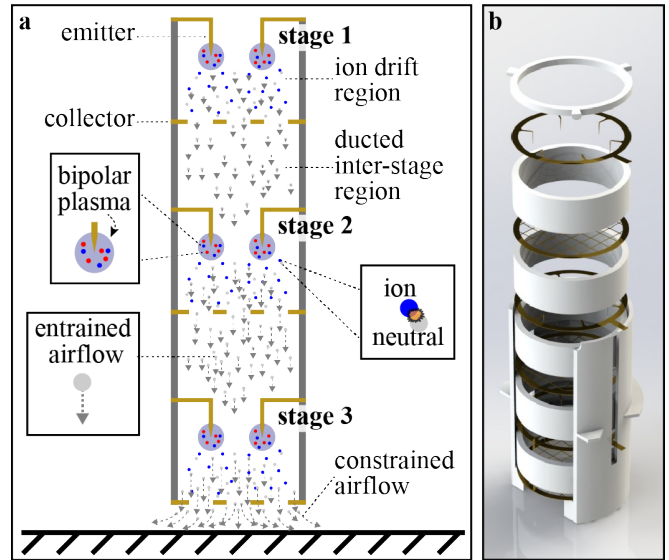 a
emitter
stage 1
ion drift
region
collector
ducted
inter-stage
region
bipolar
plasma
stage 2
ion
neutral
entrained
airflow
stage 3
constrained
airflow
b